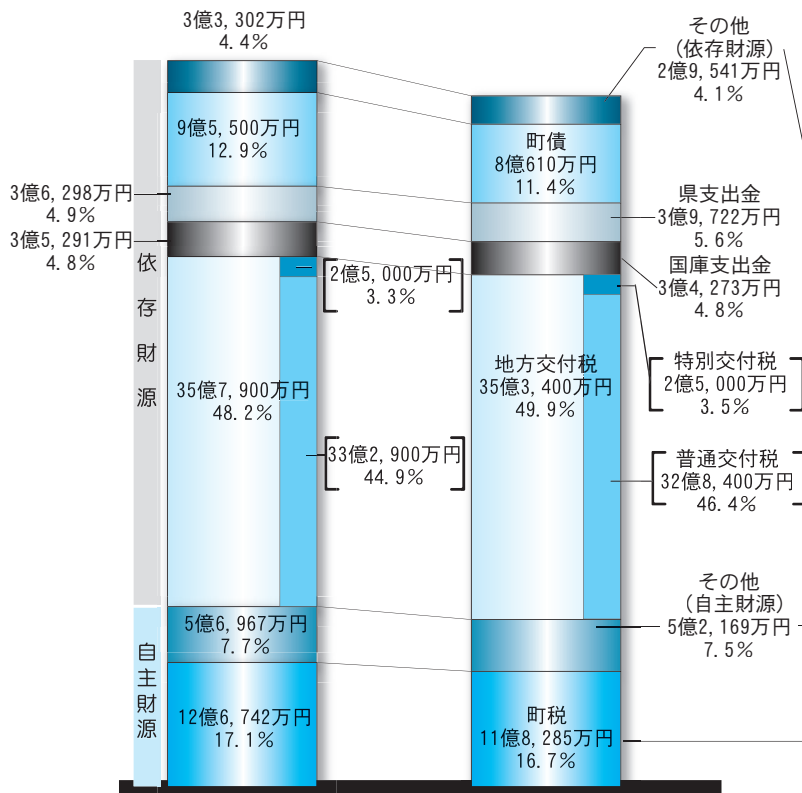 3億3,302万円
4.4%
9億5,500万円
12.9%
3億6,298万円
4.9%
3億5,291万円
4.8%
2億5,000万円
3.3%
35億7,900万円
48.2%
33億2,900万円
44.9%
5億6,967万円
7.7%
12億6,742万円
17.1%
依存財源
自主財源
その他
(依存財源)
2億9,541万円
4.1%
町債
8億610万円
11.4%
県支出金
3億9,722万円
5.6%
国庫支出金
3億4,273万円
4.8%
地方交付税
35億3,400万円
49.9%
特別交付税
2億5,000万円
3.5%
普通交付税
32億8,400万円
46.4%
その他
(自主財源)
5億2,169万円
7.5%
町税
11億8,285万円
16.7%